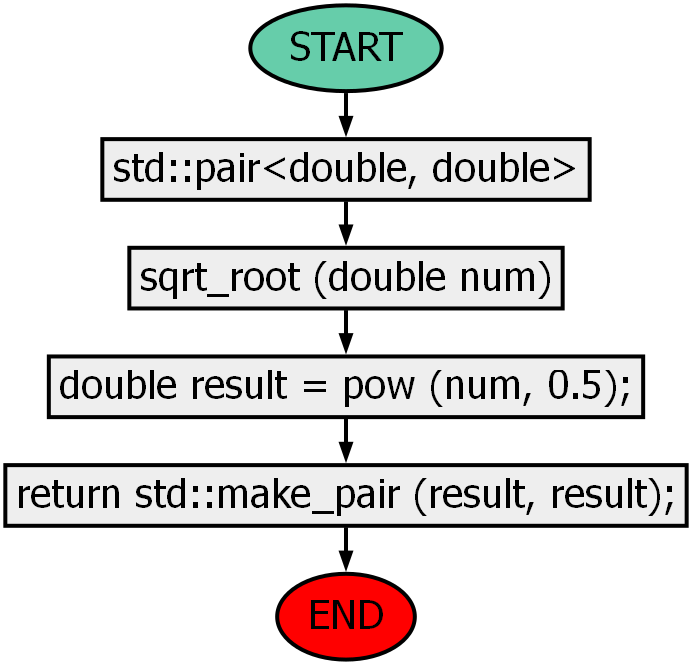 START
std::pair<double, double>
sqrt_root (double num)
double result = pow (num, 0.5);
return std::make_pair (result, result);
END